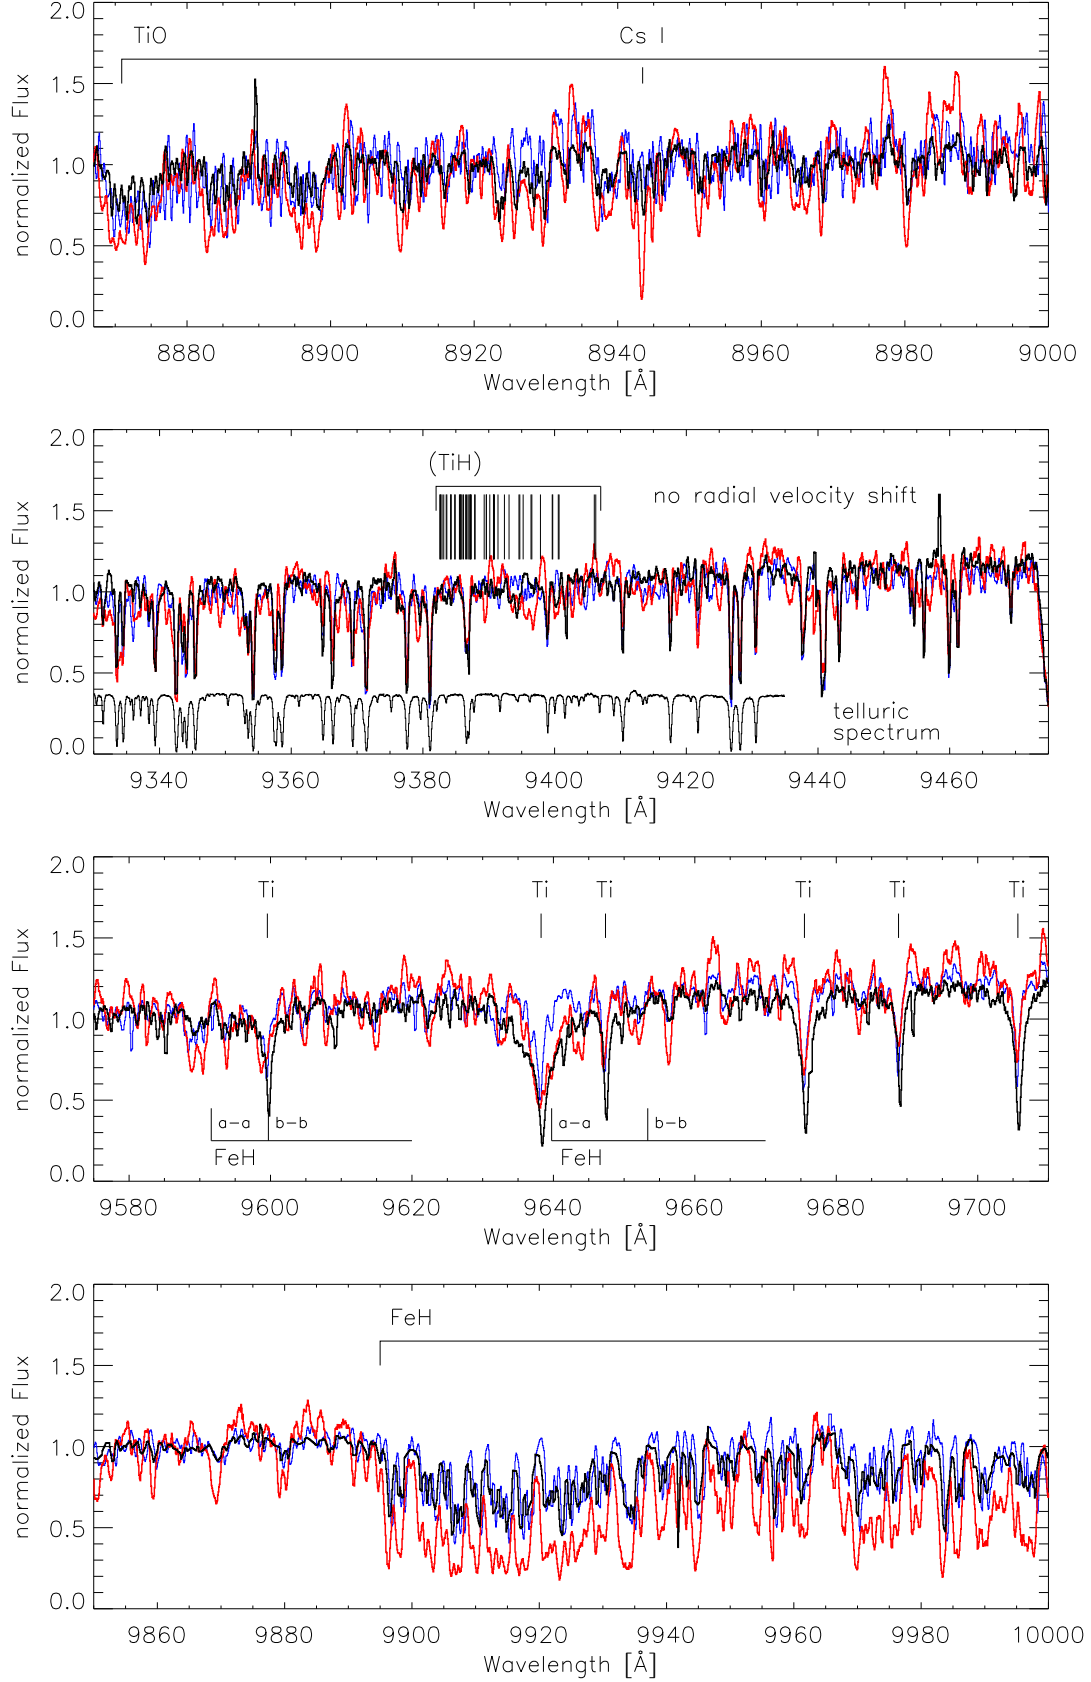 2.0
TiO
Cs I
1.5
1.0
0.5
0.0
normalized Flux
8880 8900 8920 8940 8960 8980 9000
Wavelength [Å]
2.0
(TiH)
no radial velocity shift
1.5
1.0
0.5
telluric
spectrum
0.0
normalized Flux
9340 9360 9380 9400 9420 9440 9460
Wavelength [Å]
2.0
Ti Ti Ti Ti Ti Ti
1.5
1.0
0.5
a-a b-b a-a b-b
FeH FeH
0.0
normalized Flux
9580 9600 9620 9640 9660 9680 9700
Wavelength [Å]
2.0
FeH
1.5
1.0
0.5
0.0
normalized Flux
9860 9880 9900 9920 9940 9960 9980 10000
Wavelength [Å]